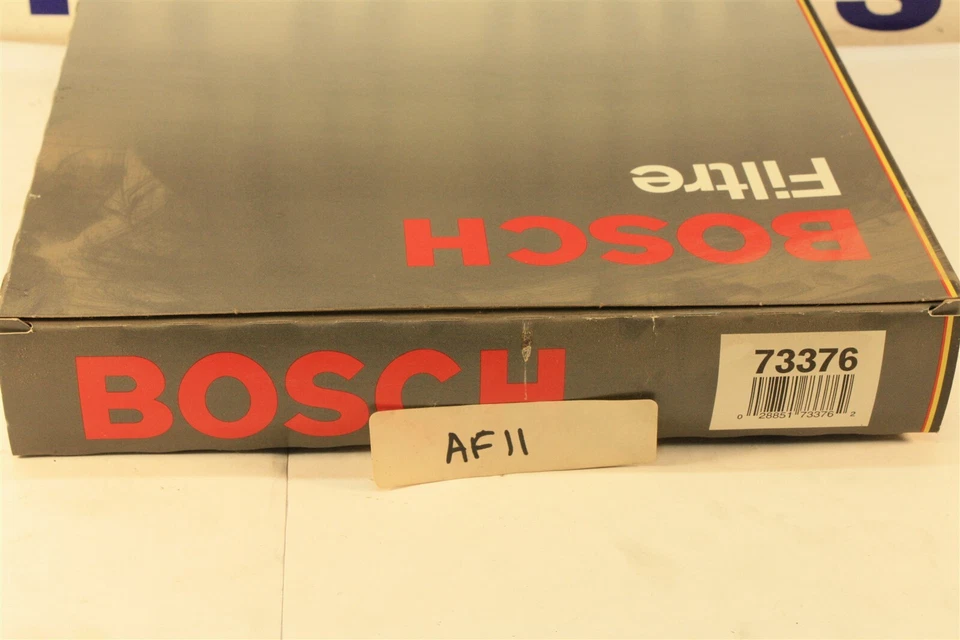 Filtre
BOSCH
BOSCH
73376
0 28851 73376 2
AF11